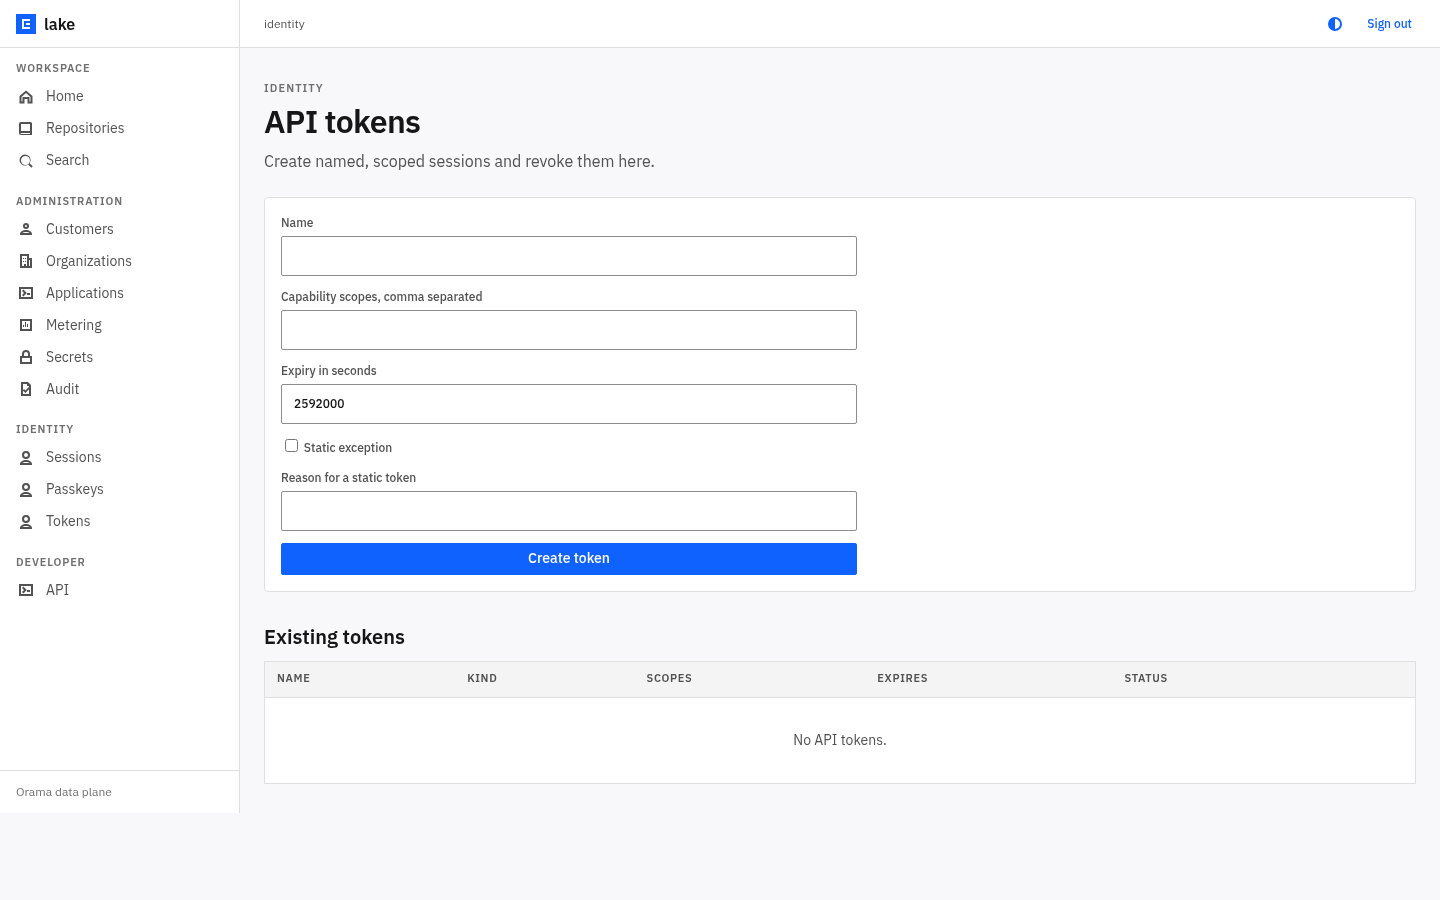 lake
identity
Sign out
WORKSPACE
Home
Repositories
Search
ADMINISTRATION
Customers
Organizations
Applications
Metering
Secrets
Audit
IDENTITY
Sessions
Passkeys
Tokens
DEVELOPER
API
Orama data plane
IDENTITY
API tokens
Create named, scoped sessions and revoke them here.
Name
Capability scopes, comma separated
Expiry in seconds
2592000
Static exception
Reason for a static token
Create token
Existing tokens
NAME KIND SCOPES EXPIRES STATUS
No API tokens.